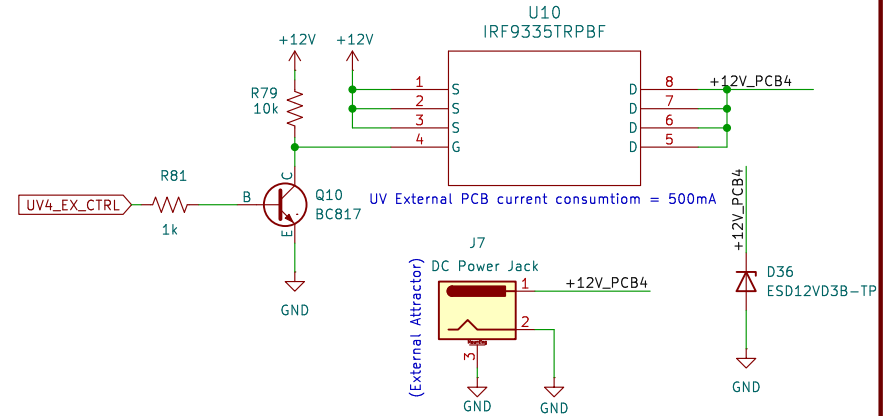 U10
IRF9335TRPBF
+12V
+12V
R79
10k
1
S
2
S
3
S
4
G
D
8
D
7
D
6
D
5
+12V_PCB4
R81
1k
UV4_EX_CTRL
B
C
E
Q10
BC817
GND
UV External PCB current consumtiom = 500mA
J7
DC Power Jack
(External Attractor)
1
2
3
Mounting
+12V_PCB4
GND
GND
+12V_PCB4
D36
ESD12VD3B-TP
GND